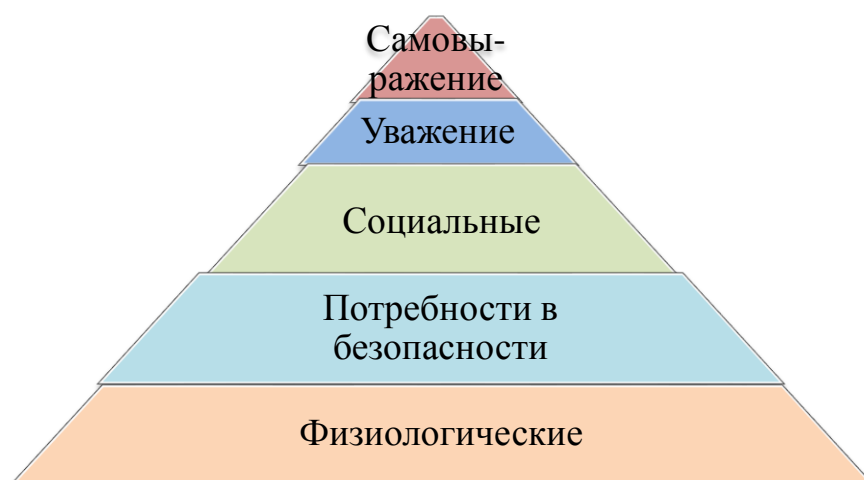 Самовы-
ражение
Уважение
Социальные
Потребности в
безопасности
Физиологические